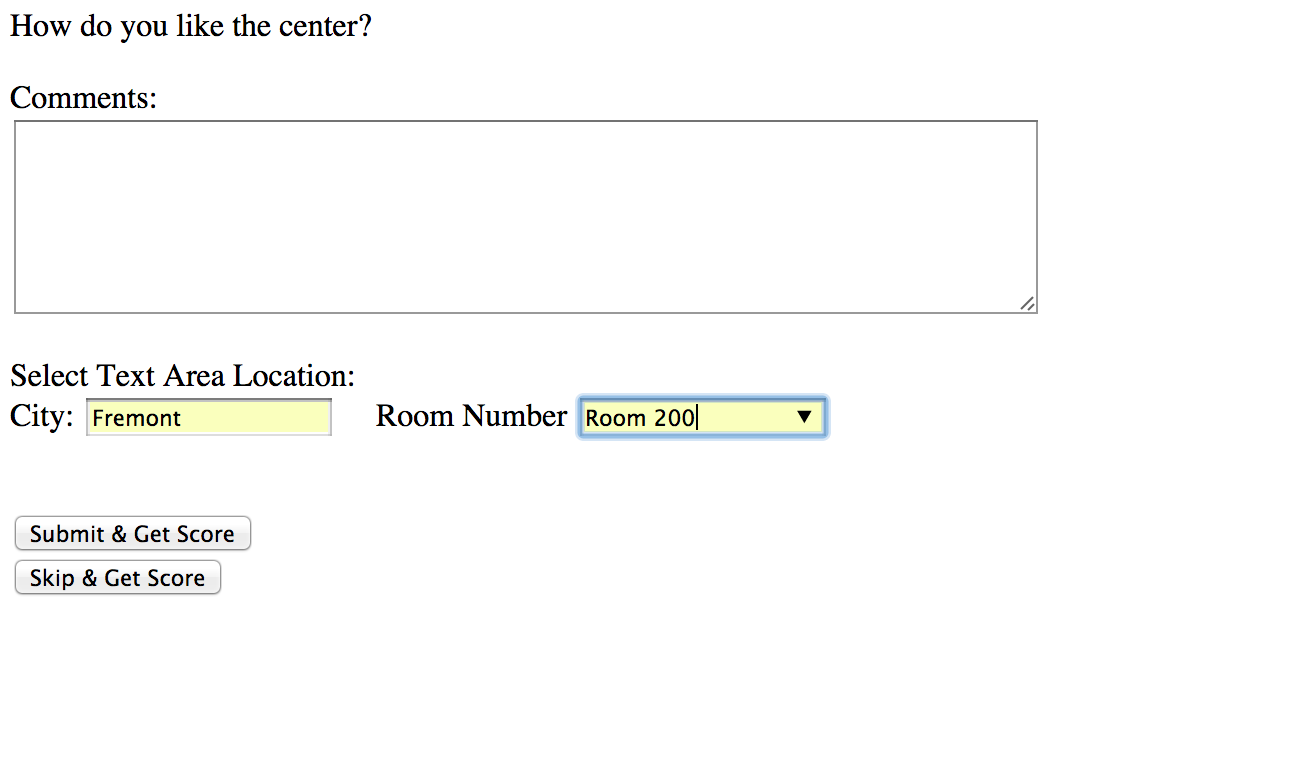 How do you like the center?
Comments:
Select Text Area Location:
City: Fremont Room Number Room 200
Submit & Get Score
Skip & Get Score